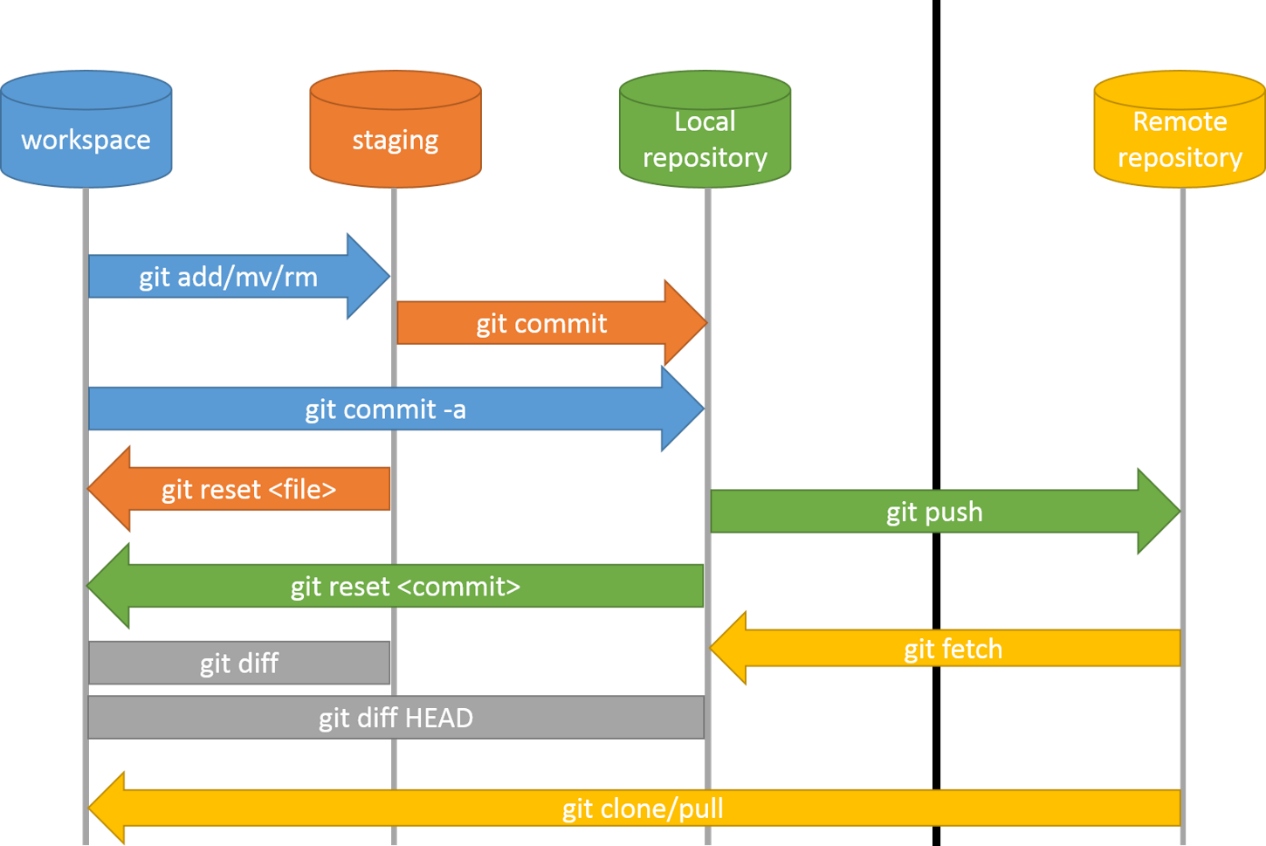 workspace
staging
Local
repository
Remote
repository
git add/mv/rm
git commit
git commit -a
git reset <file>
git push
git reset <commit>
git fetch
git diff
git diff HEAD
git clone/pull